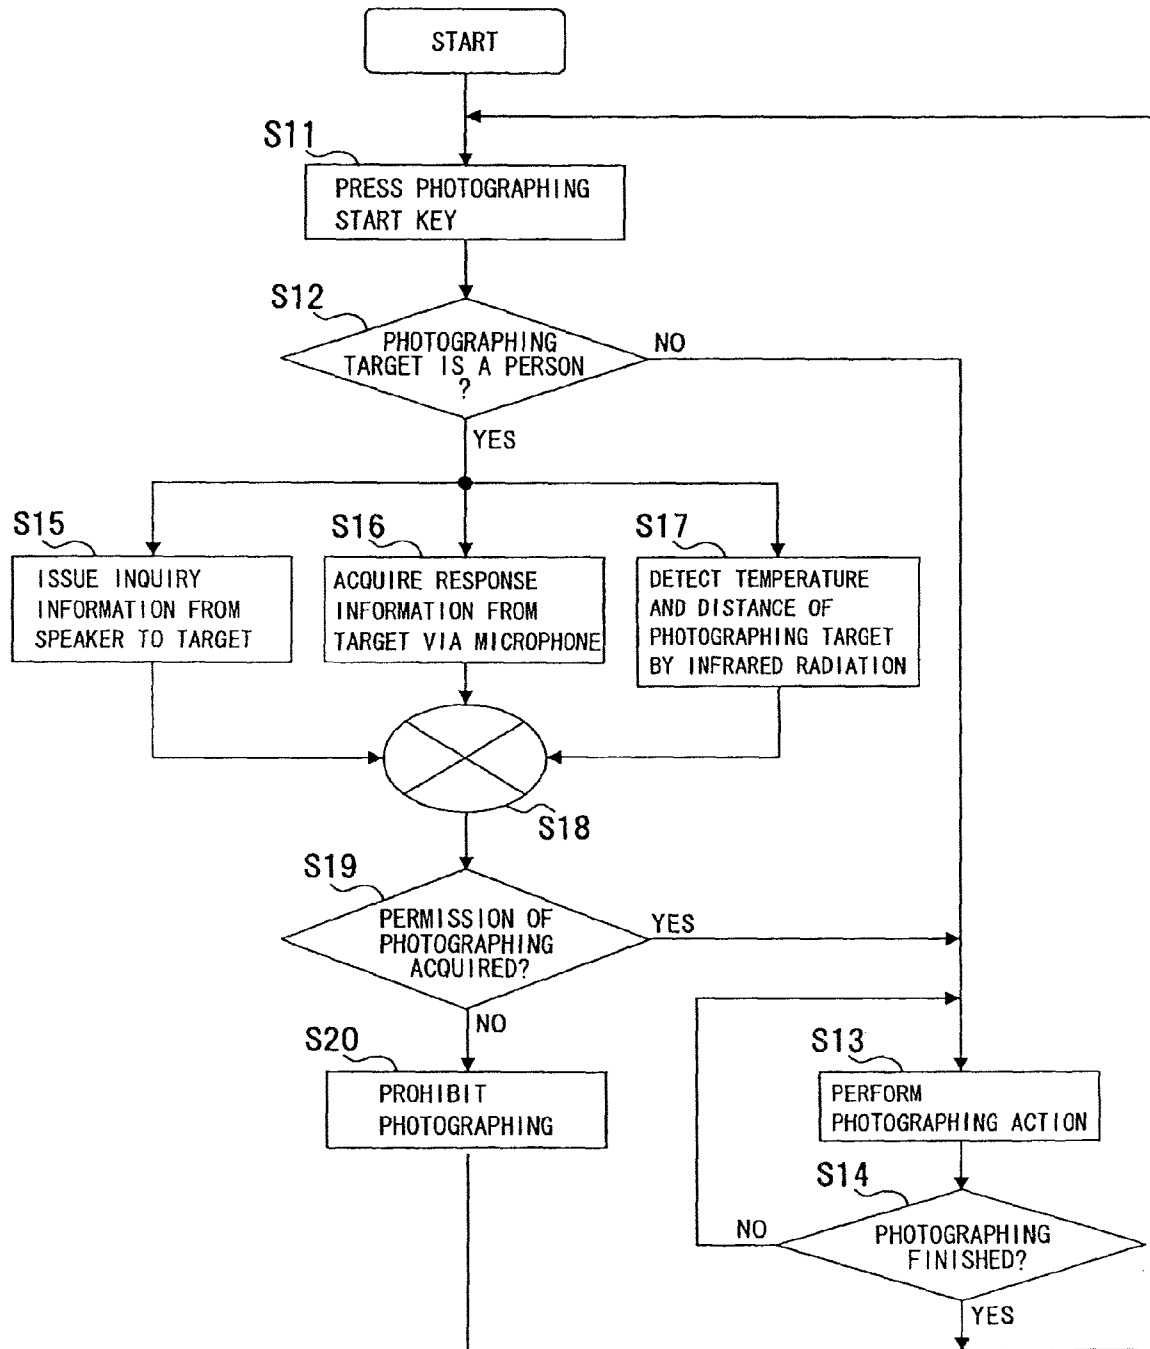 START
S11
PRESS PHOTOGRAPHING
START KEY
S12
PHOTOGRAPHING
TARGET IS A PERSON
?
NO
YES
S15
ISSUE INQUIRY
INFORMATION FROM
SPEAKER TO TARGET
S16
ACQUIRE RESPONSE
INFORMATION FROM
TARGET VIA MICROPHONE
S17
DETECT TEMPERATURE
AND DISTANCE OF
PHOTOGRAPHING TARGET
BY INFRARED RADIATION
S18
S19
PERMISSION OF
PHOTOGRAPHING
ACQUIRED?
YES
NO
S20
PROHIBIT
PHOTOGRAPHING
S13
PERFORM
PHOTOGRAPHING ACTION
S14
PHOTOGRAPHING
FINISHED?
NO
YES